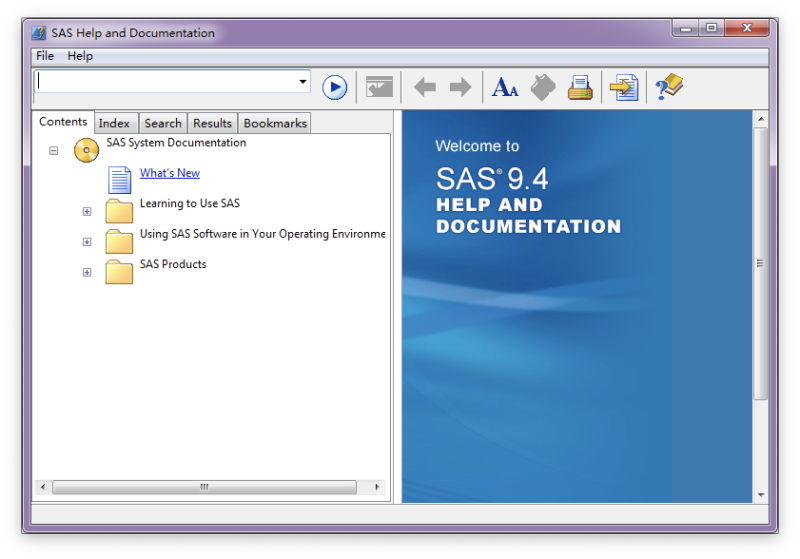 SAS Help and Documentation
File Help
Contents Index Search Results Bookmarks
SAS System Documentation
What's New
Learning to Use SAS
Using SAS Software in Your Operating Environme
SAS Products
Welcome to
SAS® 9.4
HELP AND
DOCUMENTATION